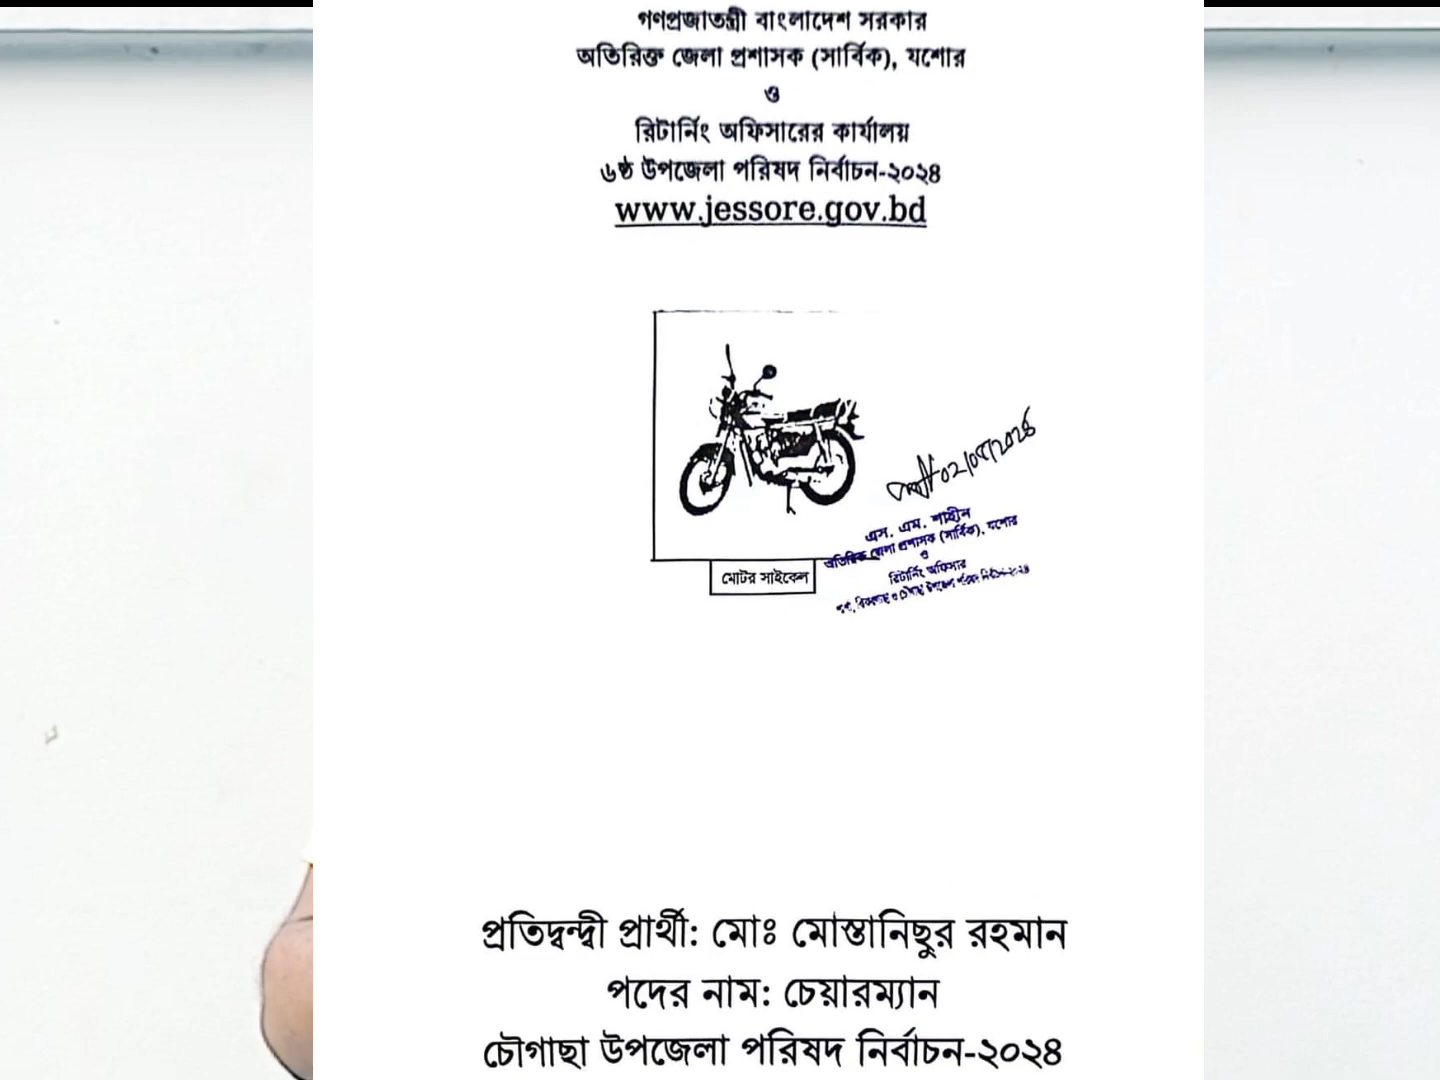 গণপ্রজাতন্ত্রী বাংলাদেশ সরকার
অতিরিক্ত জেলা প্রশাসক (সার্বিক), যশোর
ও
রিটার্নিং অফিসারের কার্যালয়
৬ষ্ঠ উপজেলা পরিষদ নির্বাচন-২০২৪
www.jessore.gov.bd
০২/০৫/২০২৪
এস. এম. শাহীন
অতিরিক্ত জেলা প্রশাসক (সার্বিক), যশোর
ও
রিটার্নিং অফিসার
মোটর সাইকেল
প্রতিদ্বন্দ্বী প্রার্থী: মোঃ মোস্তানিছুর রহমান
পদের নাম: চেয়ারম্যান
চৌগাছা উপজেলা পরিষদ নির্বাচন-২০২৪